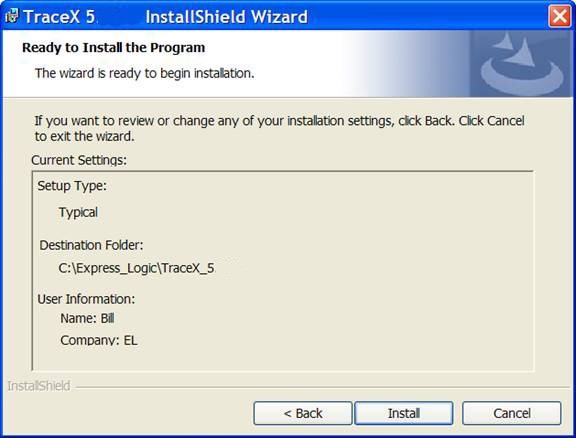 TraceX 5. InstallShield Wizard
Ready to Install the Program
The wizard is ready to begin installation.
If you want to review or change any of your installation settings, click Back. Click Cancel
to exit the wizard.
Current Settings:
Setup Type:
Typical
Destination Folder:
C:\Express_Logic\TraceX_5
User Information:
Name: Bill
Company: EL
InstallShield
< Back
Install
Cancel